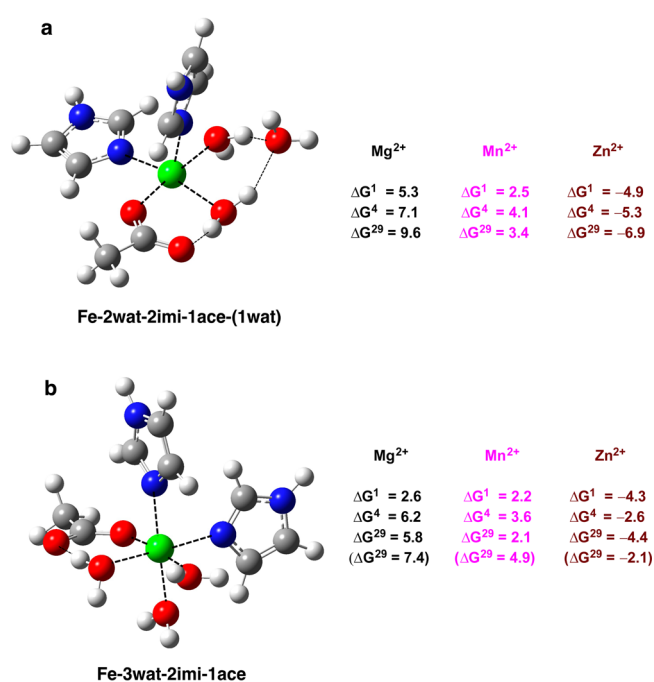 a
Mg²⁺ Mn²⁺ Zn²⁺
ΔG¹ = 5.3 ΔG¹ = 2.5 ΔG¹ = –4.9
ΔG⁴ = 7.1 ΔG⁴ = 4.1 ΔG⁴ = –5.3
ΔG²⁹ = 9.6 ΔG²⁹ = 3.4 ΔG²⁹ = –6.9
Fe-2wat-2imi-1ace-(1wat)
b
Mg²⁺ Mn²⁺ Zn²⁺
ΔG¹ = 2.6 ΔG¹ = 2.2 ΔG¹ = –4.3
ΔG⁴ = 6.2 ΔG⁴ = 3.6 ΔG⁴ = –2.6
ΔG²⁹ = 5.8 ΔG²⁹ = 2.1 ΔG²⁹ = –4.4
(ΔG²⁹ = 7.4) (ΔG²⁹ = 4.9) (ΔG²⁹ = –2.1)
Fe-3wat-2imi-1ace